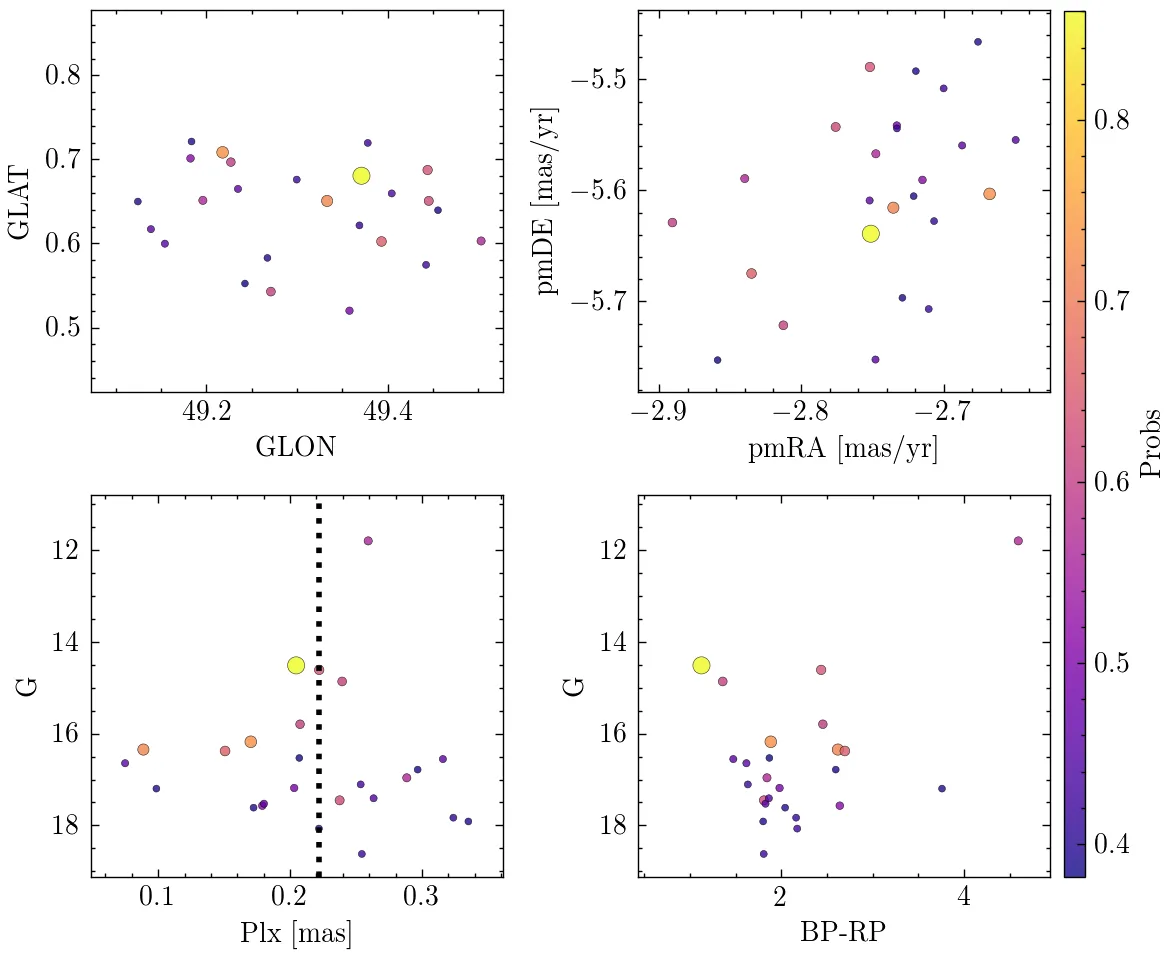 0.8
0.7
0.6
0.5
GLAT
49.2 49.4
GLON
−5.5
−5.6
−5.7
pmDE [mas/yr]
−2.9 −2.8 −2.7
pmRA [mas/yr]
12
14
16
18
G
0.1 0.2 0.3
Plx [mas]
12
14
16
18
G
2 4
BP-RP
0.8
0.7
0.6
0.5
0.4
Probs